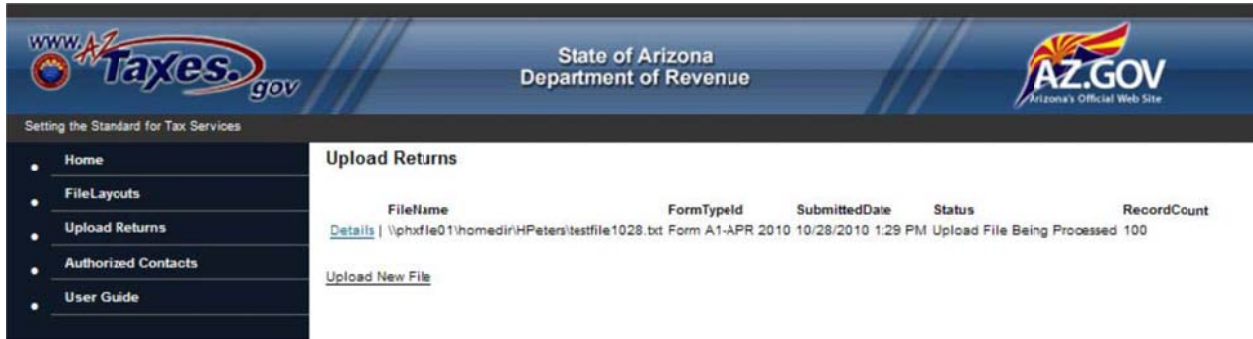 www.AZTaxes.gov
State of Arizona
Department of Revenue
AZ.GOV
Arizona's Official Web Site
Setting the Standard for Tax Services
Home
FileLayouts
Upload Returns
Authorized Contacts
User Guide
Upload Returns
FileName FormTypeId SubmittedDate Status RecordCount
Details | \\phxfile01\homedir\HPeters\testfile1028.txt Form A1-APR 2010 10/28/2010 1:29 PM Upload File Being Processed 100
Upload New File